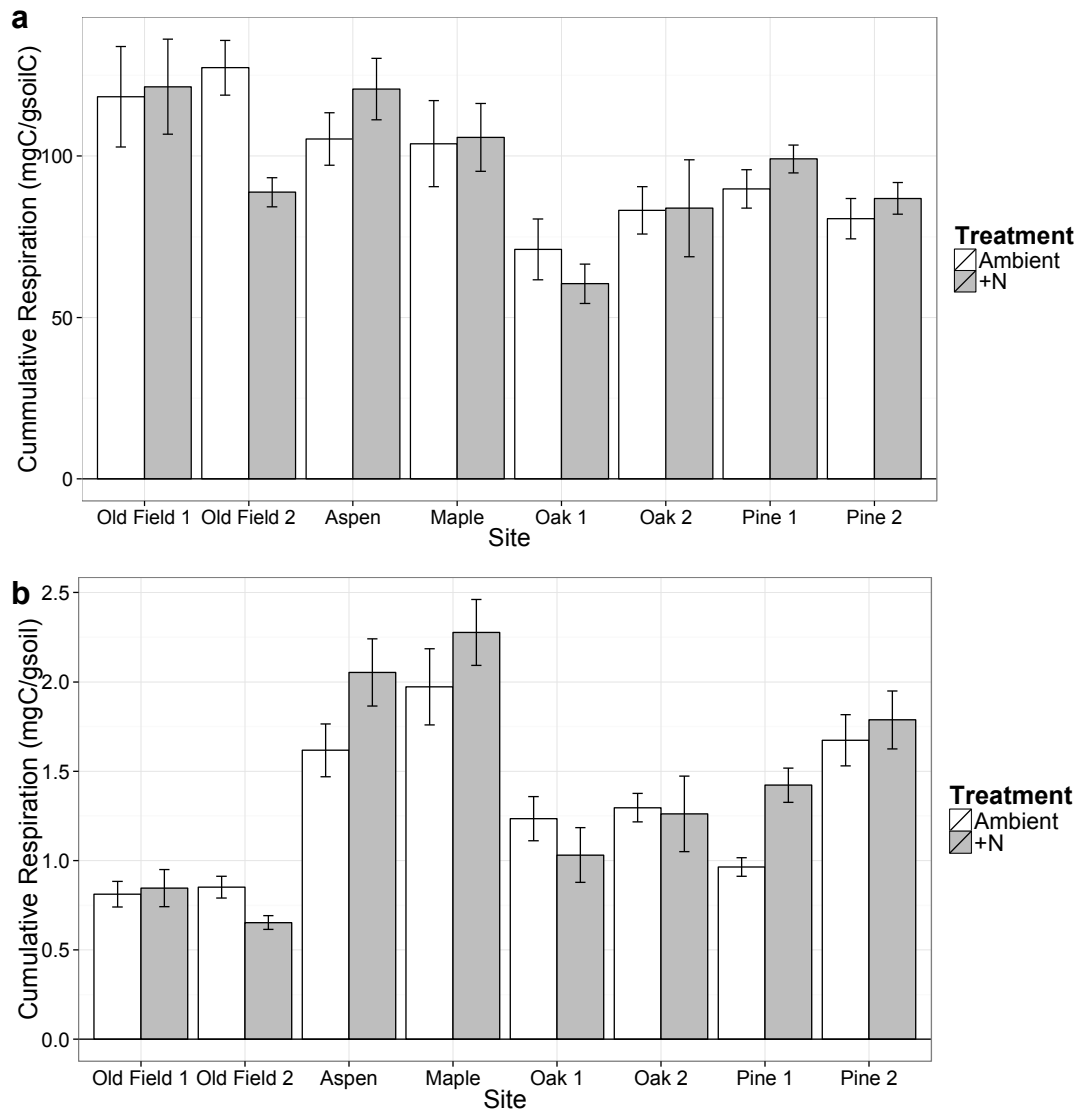 a
Cummulative Respiration (mgC/gsoilC)
100
50
0
Old Field 1 Old Field 2 Aspen Maple Oak 1 Oak 2 Pine 1 Pine 2
Site
Treatment
Ambient
+N
b
Cumulative Respiration (mgC/gsoil)
2.5
2.0
1.5
1.0
0.5
0.0
Old Field 1 Old Field 2 Aspen Maple Oak 1 Oak 2 Pine 1 Pine 2
Site
Treatment
Ambient
+N